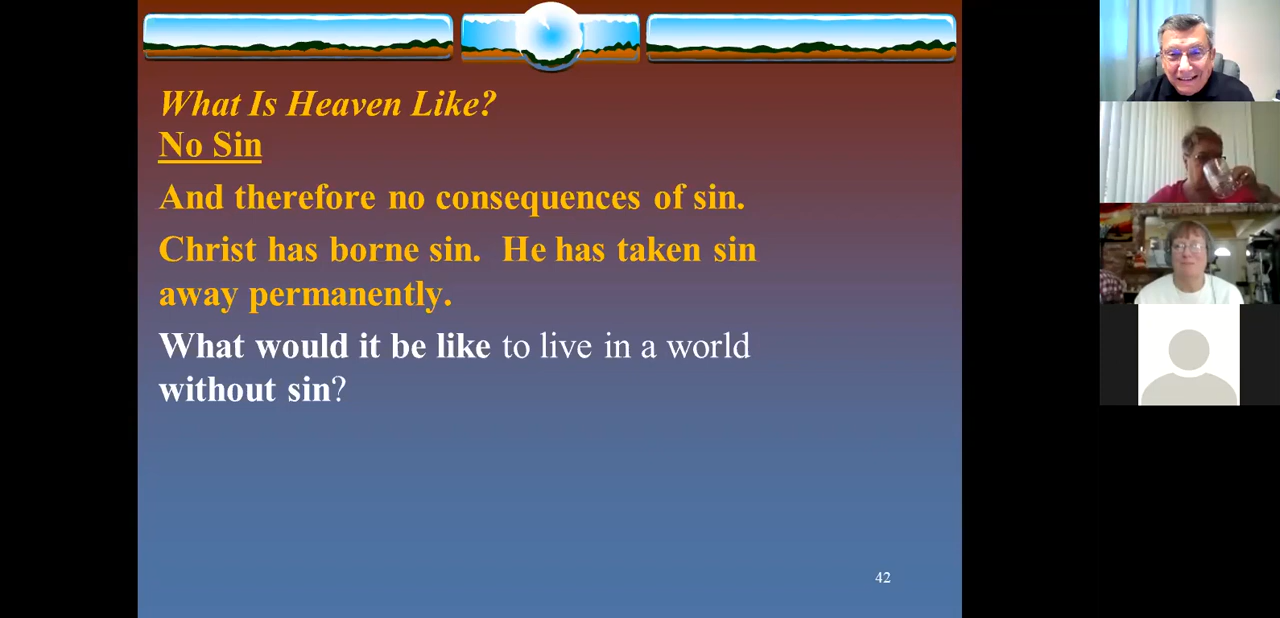 What Is Heaven Like?
No Sin
And therefore no consequences of sin.
Christ has borne sin.  He has taken sin
away permanently.
What would it be like to live in a world
without sin?
42